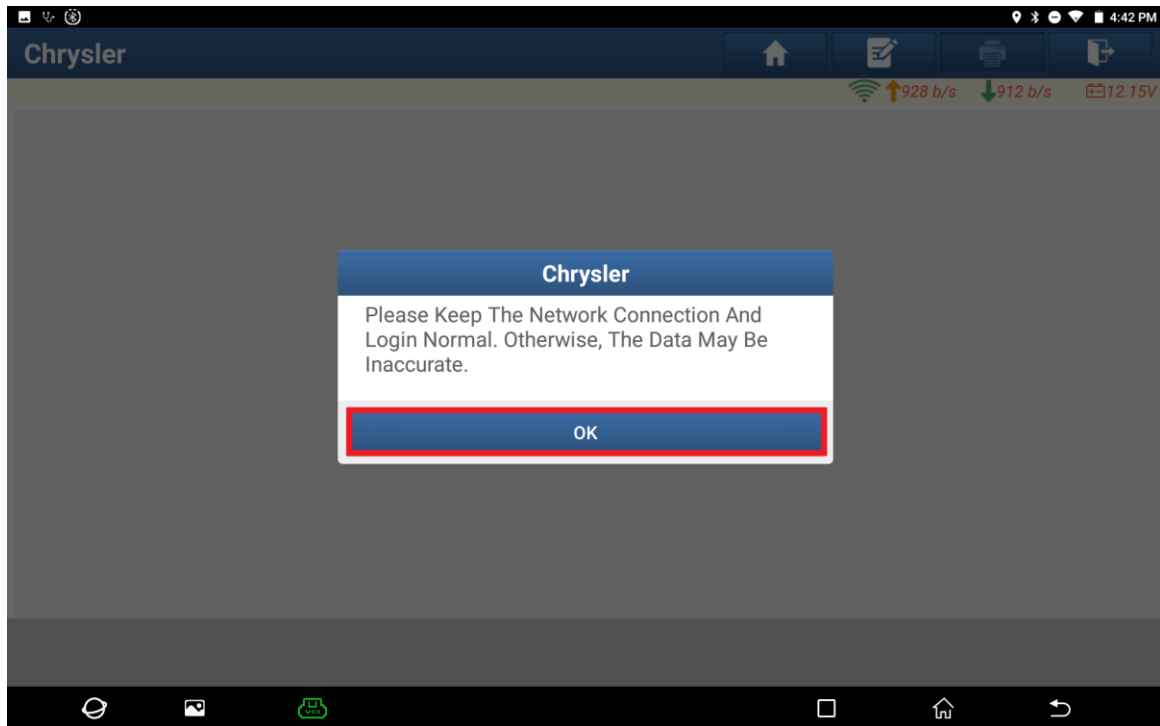 4:42 PM
Chrysler
928 b/s 912 b/s 12.15V
Chrysler
Please Keep The Network Connection And
Login Normal. Otherwise, The Data May Be
Inaccurate.
OK
VCI